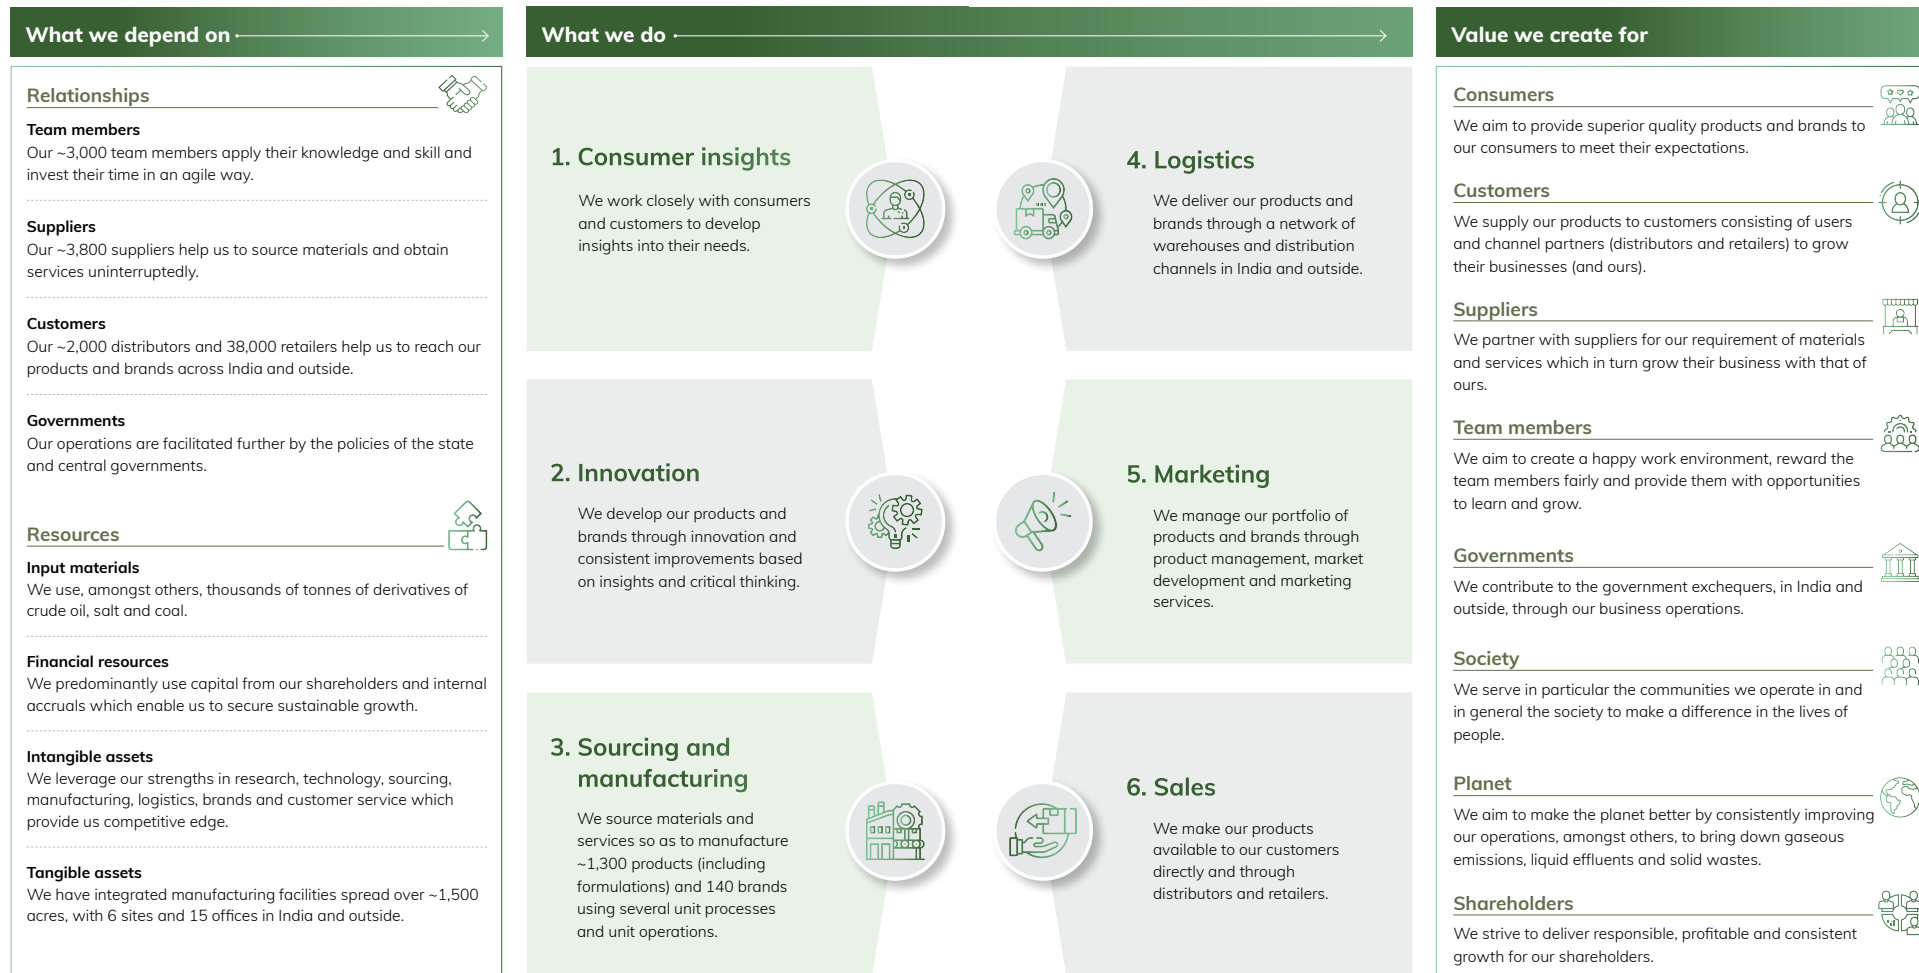 What we depend on
Relationships
Team members
Our ~3,000 team members apply their knowledge and skill and
invest their time in an agile way.
Suppliers
Our ~3,800 suppliers help us to source materials and obtain
services uninterruptedly.
Customers
Our ~2,000 distributors and 38,000 retailers help us to reach our
products and brands across India and outside.
Governments
Our operations are facilitated further by the policies of the state
and central governments.
Resources
Input materials
We use, amongst others, thousands of tonnes of derivatives of
crude oil, salt and coal.
Financial resources
We predominantly use capital from our shareholders and internal
accruals which enable us to secure sustainable growth.
Intangible assets
We leverage our strengths in research, technology, sourcing,
manufacturing, logistics, brands and customer service which
provide us competitive edge.
Tangible assets
We have integrated manufacturing facilities spread over ~1,500
acres, with 6 sites and 15 offices in India and outside.
What we do
1. Consumer insights
We work closely with consumers
and customers to develop
insights into their needs.
2. Innovation
We develop our products and
brands through innovation and
consistent improvements based
on insights and critical thinking.
3. Sourcing and
manufacturing
We source materials and
services so as to manufacture
~1,300 products (including
formulations) and 140 brands
using several unit processes
and unit operations.
4. Logistics
We deliver our products and
brands through a network of
warehouses and distribution
channels in India and outside.
5. Marketing
We manage our portfolio of
products and brands through
product management, market
development and marketing
services.
6. Sales
We make our products
available to our customers
directly and through
distributors and retailers.
Value we create for
Consumers
We aim to provide superior quality products and brands to
our consumers to meet their expectations.
Customers
We supply our products to customers consisting of users
and channel partners (distributors and retailers) to grow
their businesses (and ours).
Suppliers
We partner with suppliers for our requirement of materials
and services which in turn grow their business with that of
ours.
Team members
We aim to create a happy work environment, reward the
team members fairly and provide them with opportunities
to learn and grow.
Governments
We contribute to the government exchequers, in India and
outside, through our business operations.
Society
We serve in particular the communities we operate in and
in general the society to make a difference in the lives of
people.
Planet
We aim to make the planet better by consistently improving
our operations, amongst others, to bring down gaseous
emissions, liquid effluents and solid wastes.
Shareholders
We strive to deliver responsible, profitable and consistent
growth for our shareholders.